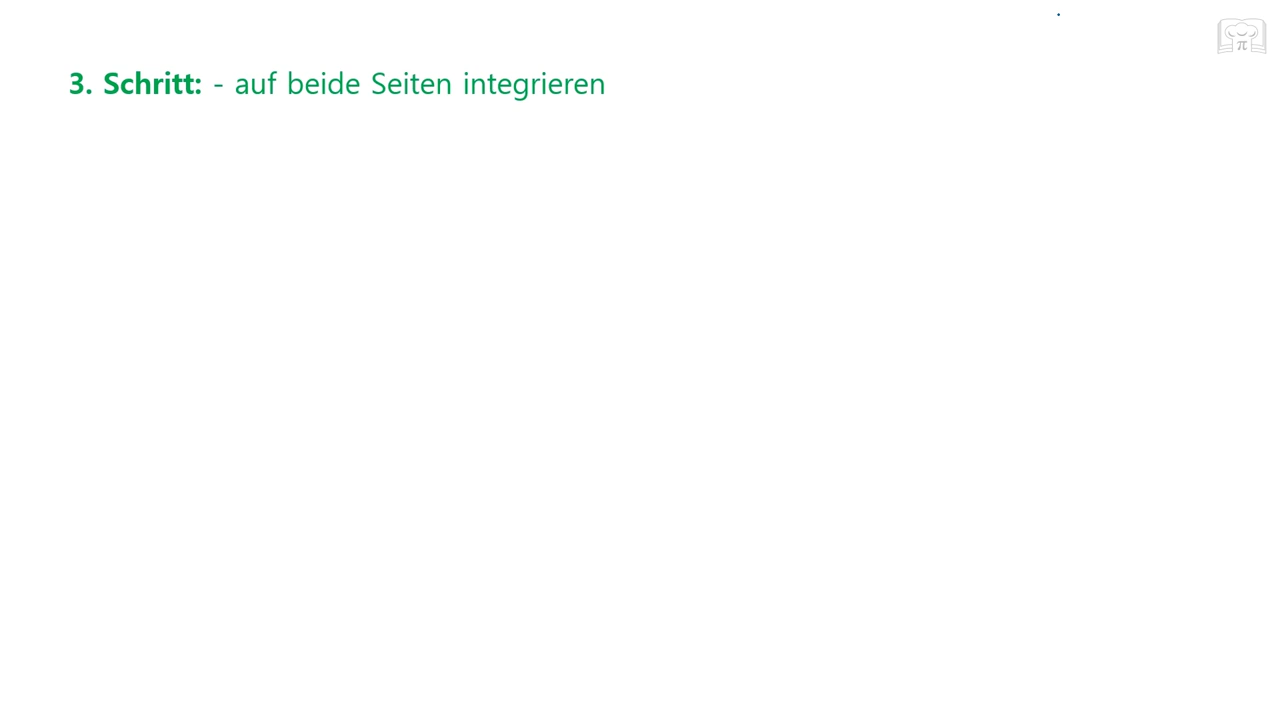 3. Schritt: - auf beide Seiten integrieren
π